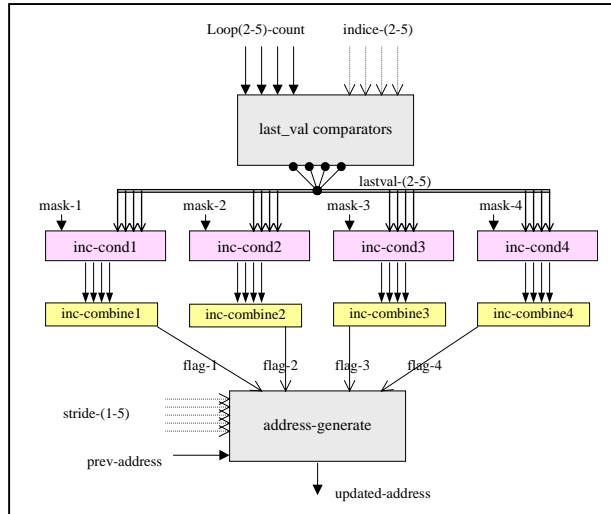 Loop(2-5)-count
indice-(2-5)
last_val comparators
lastval-(2-5)
mask-1
mask-2
mask-3
mask-4
inc-cond1
inc-cond2
inc-cond3
inc-cond4
inc-combine1
inc-combine2
inc-combine3
inc-combine4
flag-1
flag-2
flag-3
flag-4
stride-(1-5)
address-generate
prev-address
updated-address